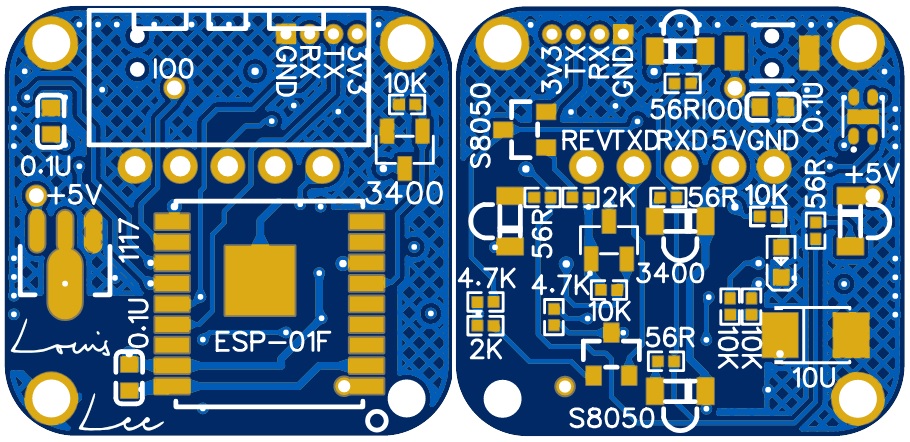 IO0
GND
RX
TX
3v3
10K
0.1U
3400
+5V
1117
0.1U
ESP-01F
Louis
Lee
3v3
TX
RX
GND
S8050
56R
IO0
0.1U
REV
TXD
RXD
5V
GND
+5V
56R
2K
56R
10K
56R
3400
4.7K
4.7K
10K
2K
56R
10K
10K
10U
S8050